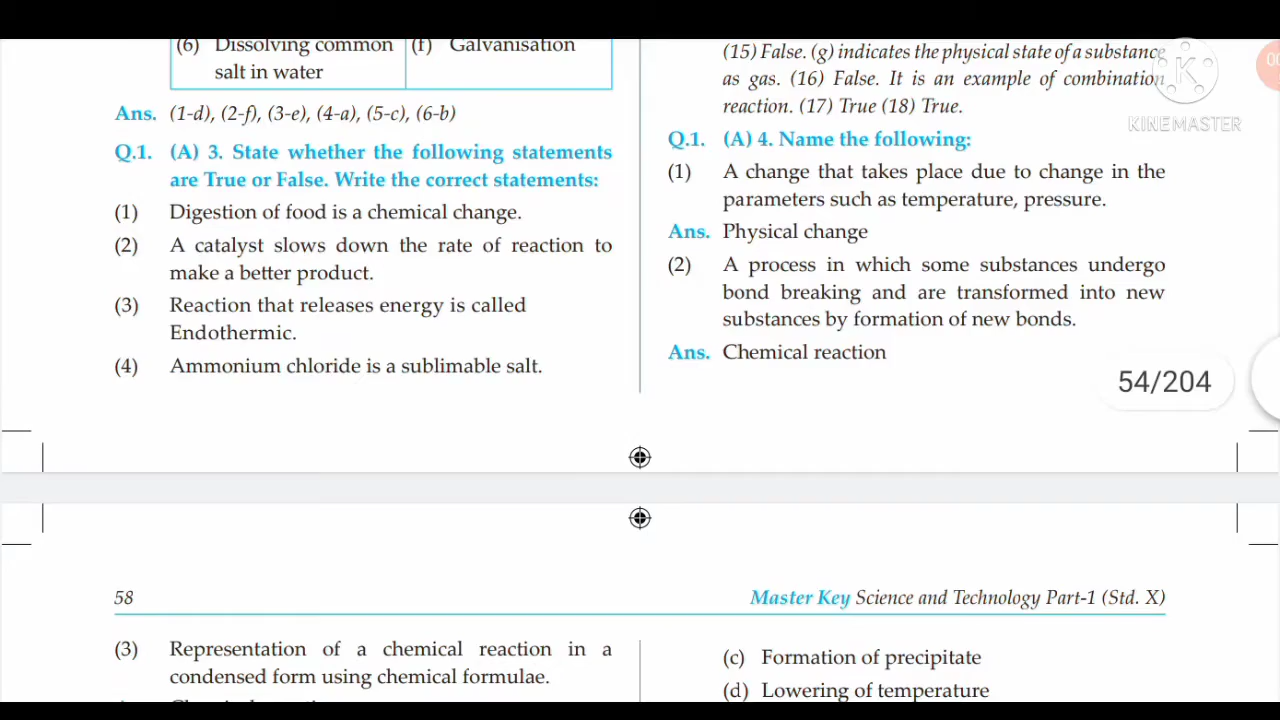 (6) Dissolving common
salt in water
(f) Galvanisation
Ans. (1-d), (2-f), (3-e), (4-a), (5-c), (6-b)
Q.1. (A) 3. State whether the following statements
are True or False. Write the correct statements:
(1) Digestion of food is a chemical change.
(2) A catalyst slows down the rate of reaction to
make a better product.
(3) Reaction that releases energy is called
Endothermic.
(4) Ammonium chloride is a sublimable salt.
(15) False. (g) indicates the physical state of a substance
as gas. (16) False. It is an example of combination
reaction. (17) True (18) True.
Q.1. (A) 4. Name the following:
(1) A change that takes place due to change in the
parameters such as temperature, pressure.
Ans. Physical change
(2) A process in which some substances undergo
bond breaking and are transformed into new
substances by formation of new bonds.
Ans. Chemical reaction
K
KINEMASTER
54/204
58
Master Key Science and Technology Part-1 (Std. X)
(3) Representation of a chemical reaction in a
condensed form using chemical formulae.
(c) Formation of precipitate
(d) Lowering of temperature